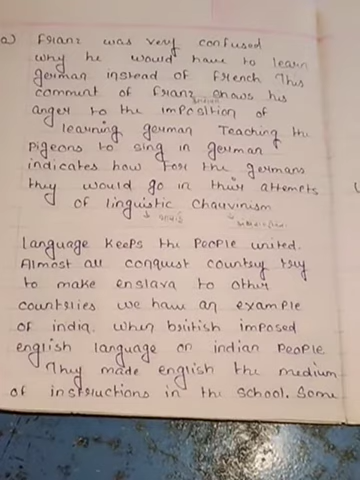 a) Franz was very confused
why he would have to learn
german instead of french This
comment of Franz shows his
anger to the imposition of
learning german Teaching the
pigeons to sing in german
indicates how for the germans
they would go in their attempts
of linguistic chauvinism
Language keeps the people united.
Almost all conquest country try
to make enslava to other
countries we have an example
of india. When british imposed
english language on indian people
They made english the medium
of instructions in the school. Some